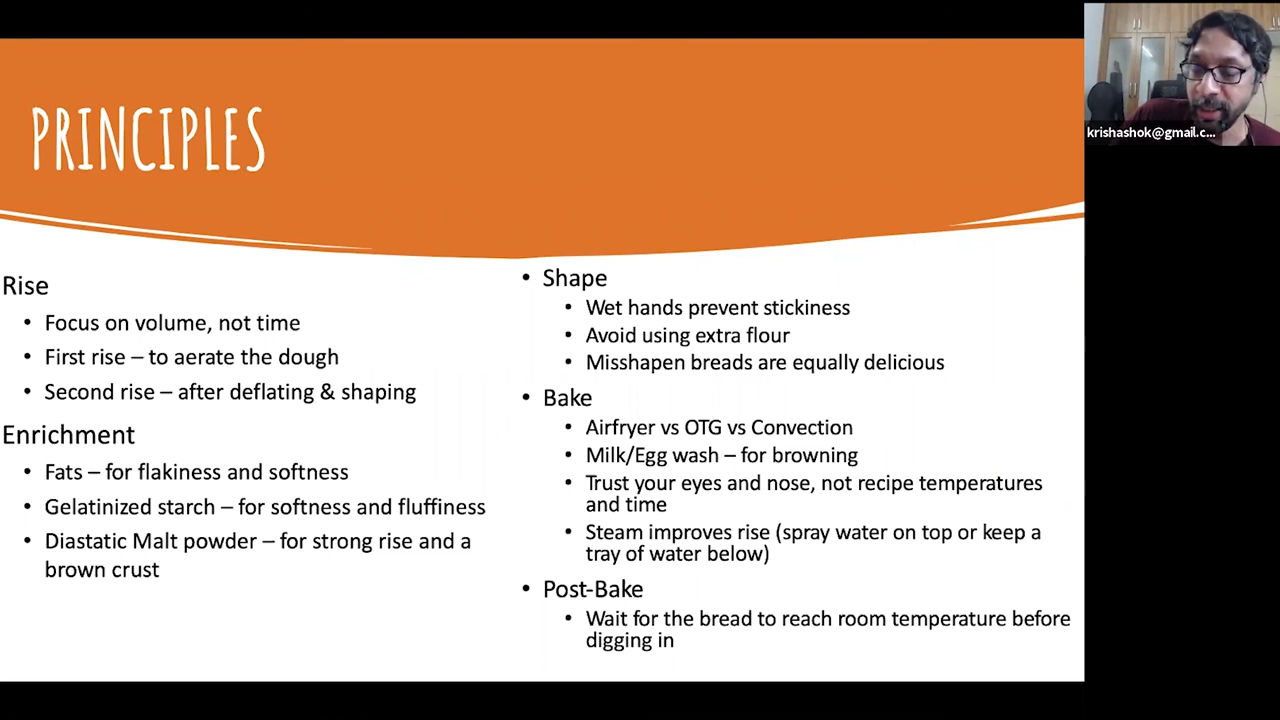 PRINCIPLES
Rise
• Focus on volume, not time
• First rise – to aerate the dough
• Second rise – after deflating & shaping
Enrichment
• Fats – for flakiness and softness
• Gelatinized starch – for softness and fluffiness
• Diastatic Malt powder – for strong rise and a
brown crust
• Shape
• Wet hands prevent stickiness
• Avoid using extra flour
• Misshapen breads are equally delicious
• Bake
• Airfryer vs OTG vs Convection
• Milk/Egg wash – for browning
• Trust your eyes and nose, not recipe temperatures
and time
• Steam improves rise (spray water on top or keep a
tray of water below)
• Post-Bake
• Wait for the bread to reach room temperature before
digging in
krishashok@gmail.c...